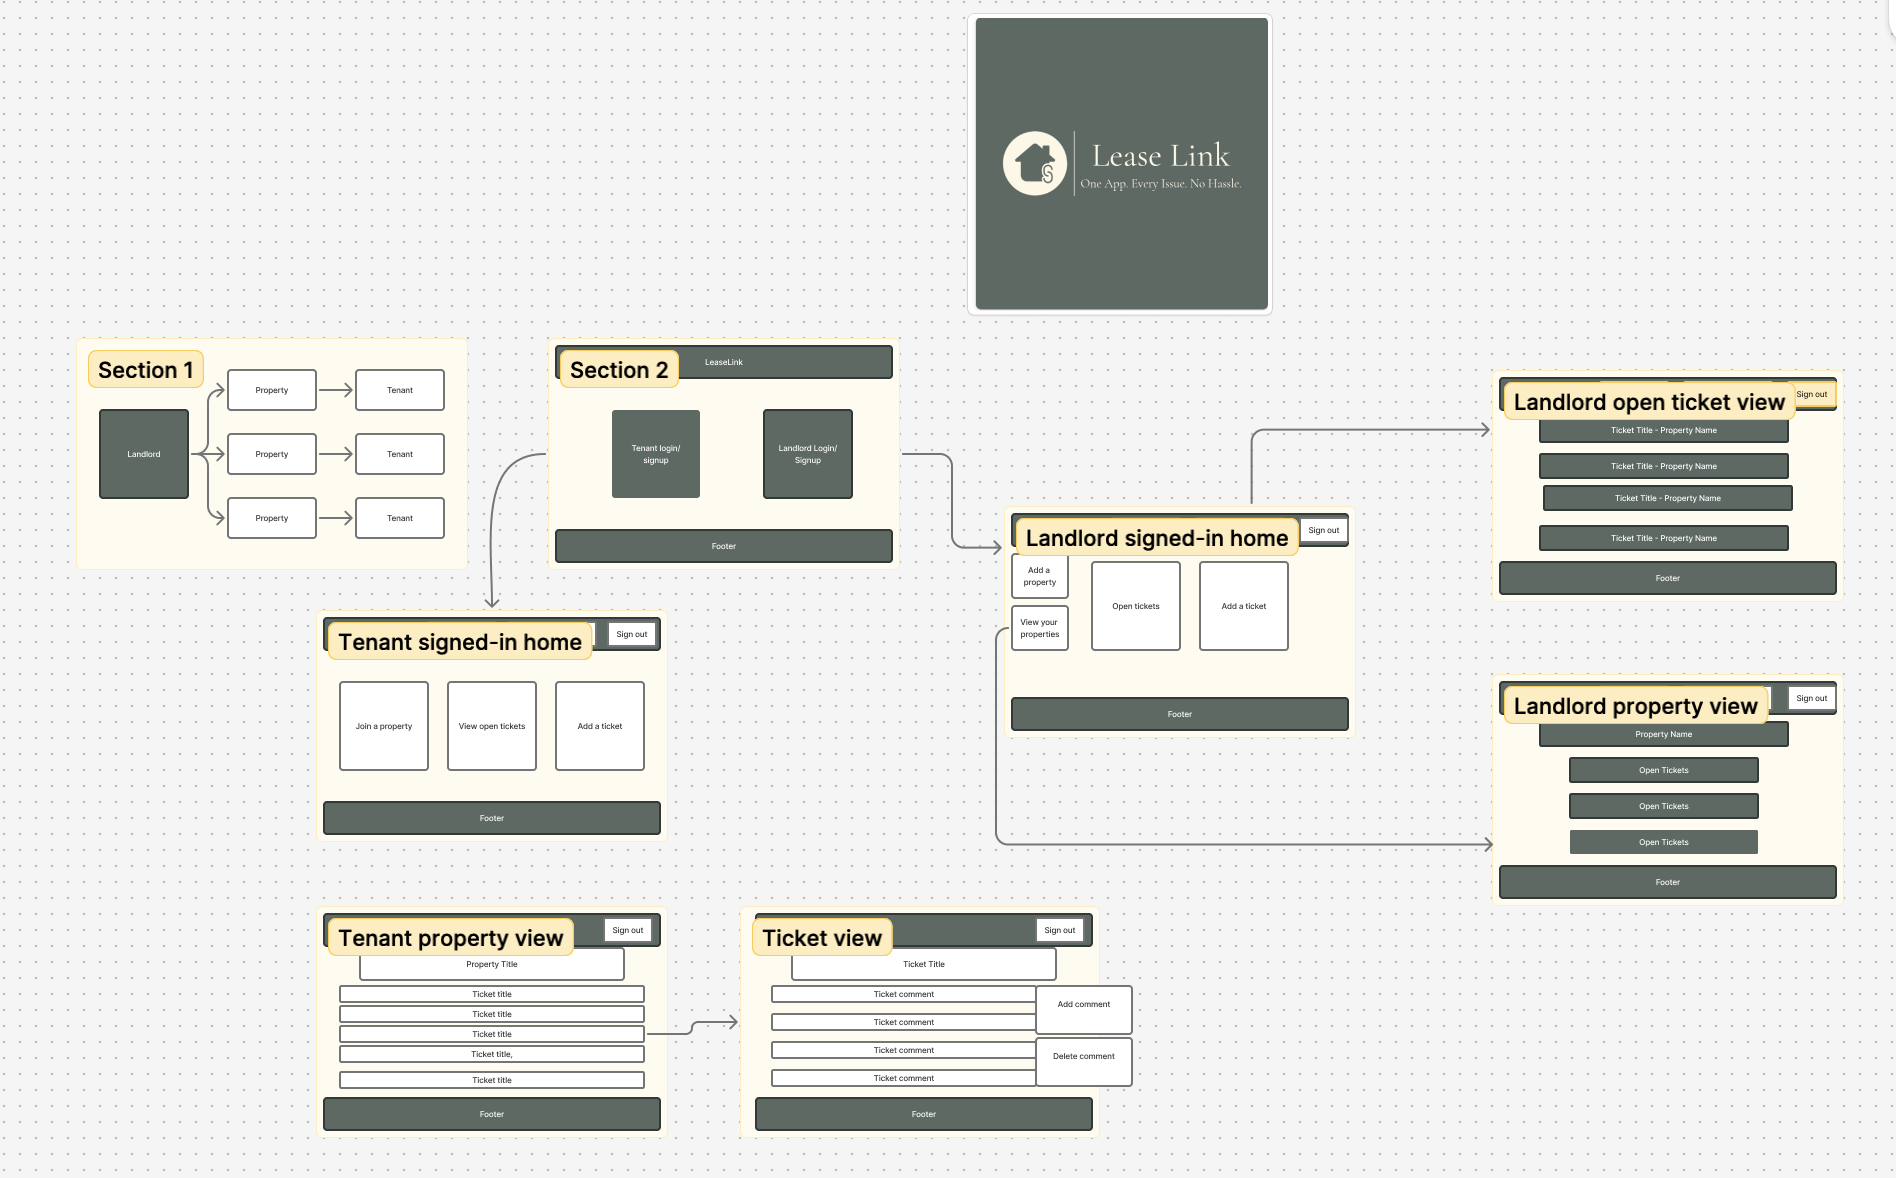 Lease Link
One App. Every Issue. No Hassle.
Section 1
Landlord
Property
Tenant
Property
Tenant
Property
Tenant
Section 2
LeaseLink
Tenant login/
signup
Landlord Login/
Signup
Footer
Landlord open ticket view
Sign out
Ticket Title - Property Name
Ticket Title - Property Name
Ticket Title - Property Name
Ticket Title - Property Name
Footer
Landlord signed-in home
Sign out
Add a
property
Open tickets
Add a ticket
View your
properties
Footer
Tenant signed-in home
Sign out
Join a property
View open tickets
Add a ticket
Footer
Landlord property view
Sign out
Property Name
Open Tickets
Open Tickets
Open Tickets
Footer
Tenant property view
Sign out
Property Title
Ticket title
Ticket title
Ticket title
Ticket title,
Ticket title
Footer
Ticket view
Sign out
Ticket Title
Ticket comment
Add comment
Ticket comment
Ticket comment
Delete comment
Ticket comment
Footer